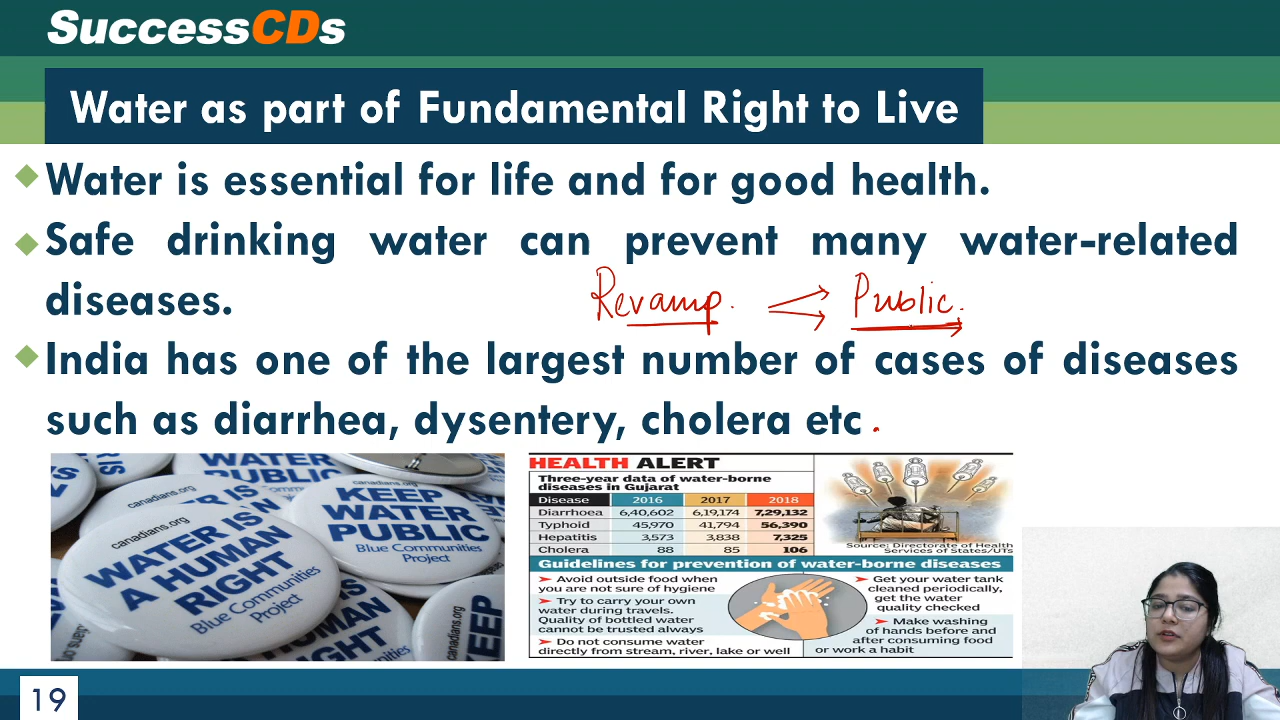 SuccessCDs
Water as part of Fundamental Right to Live
Water is essential for life and for good health.
Safe drinking water can prevent many water-related
diseases.
Revamp. Public.
India has one of the largest number of cases of diseases
such as diarrhea, dysentery, cholera etc .
WATER PUBLIC
canadians.org
WATER IS
A HUMAN
RIGHT
Blue Communities
Project
canadians.org
KEEP
WATER
PUBLIC
Blue Communities
Project
HUMAN
RIGHT
canadians.org
KEEP
HEALTH ALERT
Three-year data of water-borne
diseases in Gujarat
Disease 2016 2017 2018
Diarrhoea 6,40,602 6,19,174 7,29,132
Typhoid 45,970 41,794 56,390
Hepatitis 3,573 3,838 7,325
Cholera 88 85 106
Source: Directorate of Health
Services of States/UTs
Guidelines for prevention of water-borne diseases
Avoid outside food when
you are not sure of hygiene
Try to carry your own
water during travels.
Quality of bottled water
cannot be trusted always
Do not consume water
directly from stream, river, lake or well
Get your water tank
cleaned periodically,
get the water
quality checked
Make washing
of hands before and
after consuming food
or work a habit
19